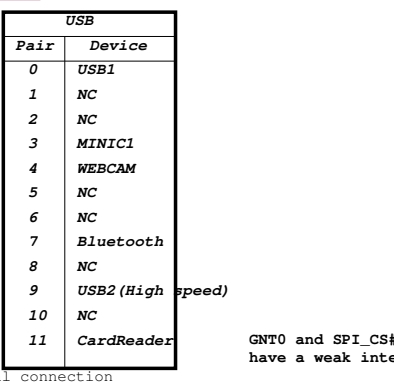 USB
Pair Device
0 USB1
1 NC
2 NC
3 MINIC1
4 WEBCAM
5 NC
6 NC
7 Bluetooth
8 NC
9 USB2(High speed)
10 NC
11 CardReader
GNT0 and SPI_CS#
have a weak inte
l connection